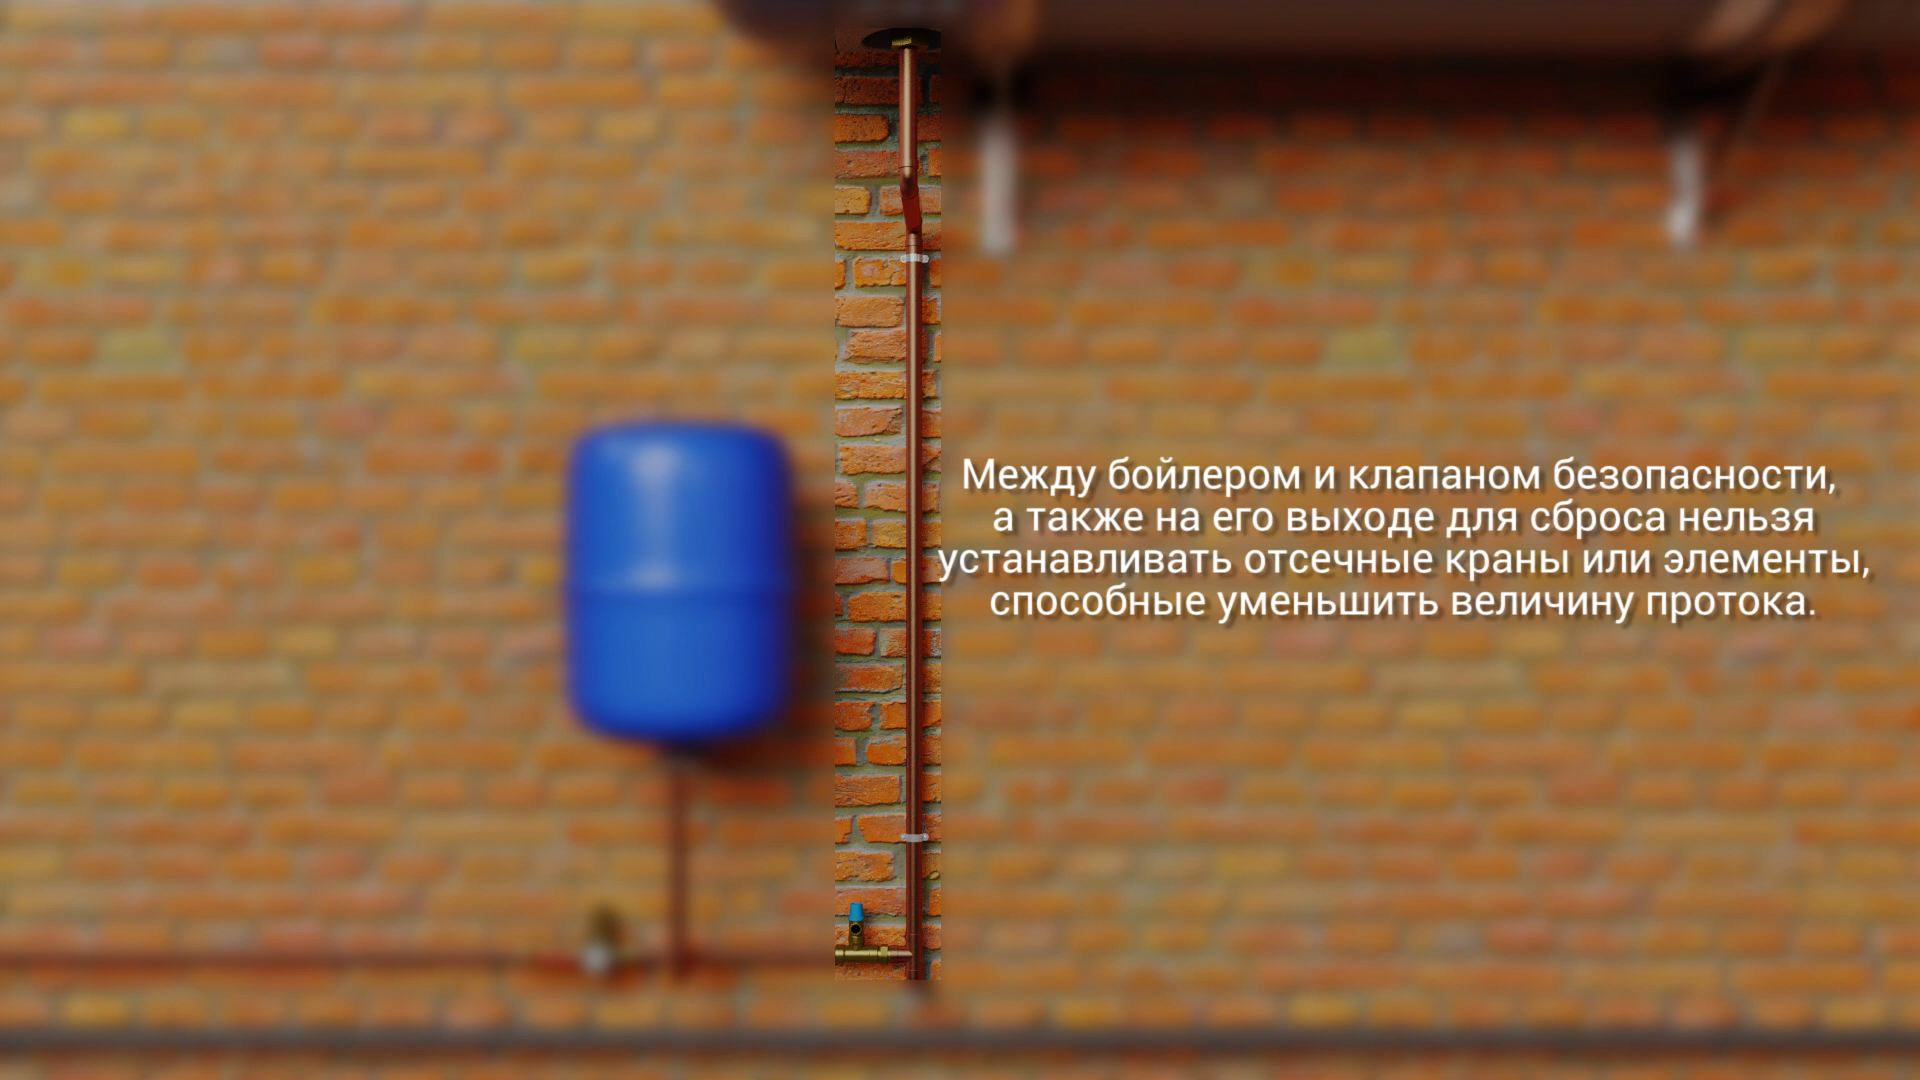 Между бойлером и клапаном безопасности,
а также на его выходе для сброса нельзя
устанавливать отсечные краны или элементы,
способные уменьшить величину протока.